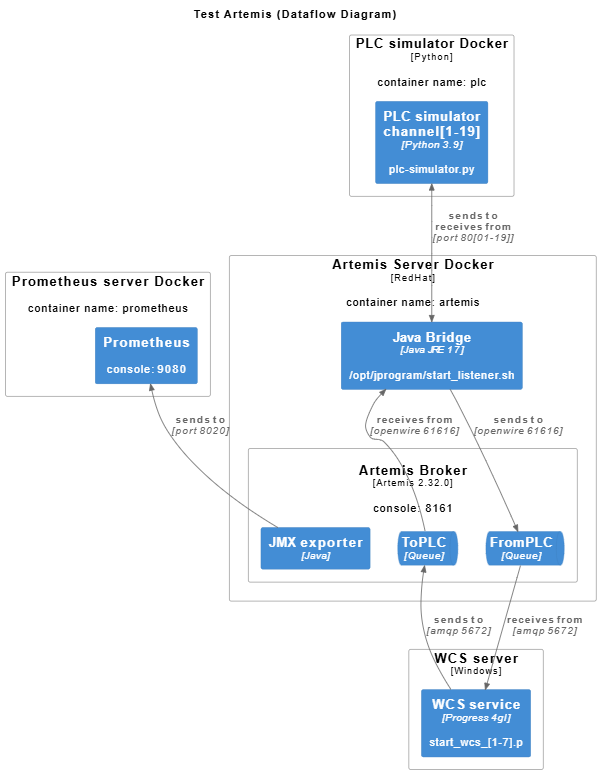 Test Artemis (Dataflow Diagram)
PLC simulator Docker
[Python]
container name: plc
PLC simulator
channel[1-19]
[Python 3.9]
plc-simulator.py
sends to
receives from
[port 80[01-19]]
Artemis Server Docker
[RedHat]
container name: artemis
Prometheus server Docker
container name: prometheus
Prometheus
console: 9080
Java Bridge
[Java JRE 17]
/opt/jprogram/start_listener.sh
sends to
[port 8020]
receives from
[openwire 61616]
sends to
[openwire 61616]
Artemis Broker
[Artemis 2.32.0]
console: 8161
JMX exporter
[Java]
ToPLC
[Queue]
FromPLC
[Queue]
sends to
[amqp 5672]
receives from
[amqp 5672]
WCS server
[Windows]
WCS service
[Progress 4gl]
start_wcs_[1-7].p